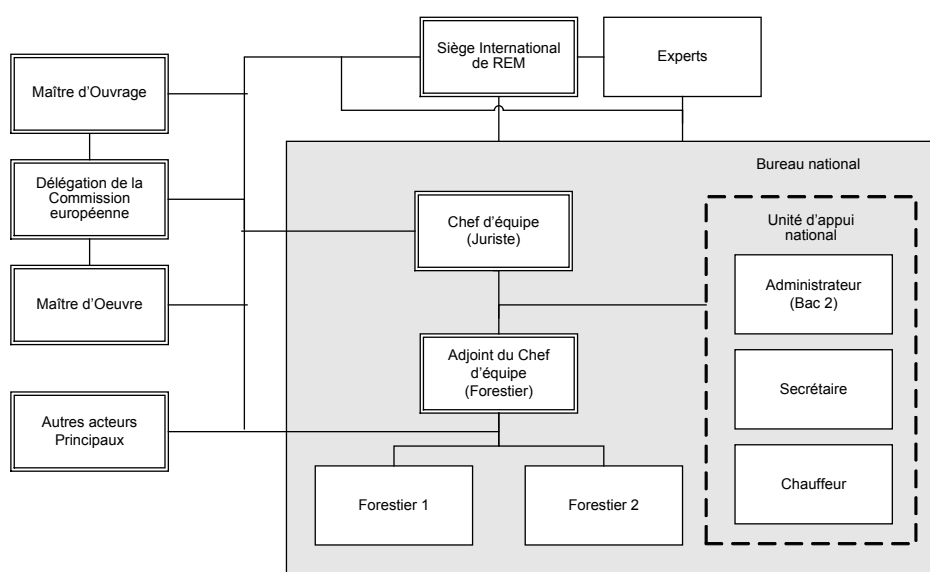 Siège International
de REM
Experts
Maître d'Ouvrage
Délégation de la
Commission
européenne
Maître d'Oeuvre
Autres acteurs
Principaux
Bureau national
Chef d'équipe
(Juriste)
Adjoint du Chef
d'équipe
(Forestier)
Forestier 1
Forestier 2
Unité d'appui
national
Administrateur
(Bac 2)
Secrétaire
Chauffeur